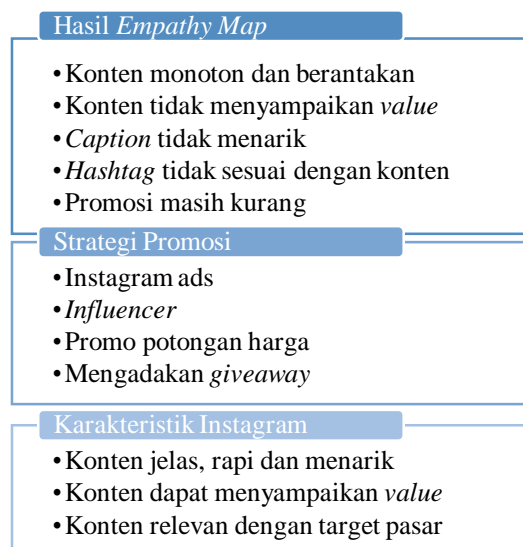 Hasil Empathy Map
•Konten monoton dan berantakan
•Konten tidak menyampaikan value
•Caption tidak menarik
•Hashtag tidak sesuai dengan konten
•Promosi masih kurang
Strategi Promosi
•Instagram ads
•Influencer
•Promo potongan harga
•Mengadakan giveaway
Karakteristik Instagram
•Konten jelas, rapi dan menarik
•Konten dapat menyampaikan value
•Konten relevan dengan target pasar